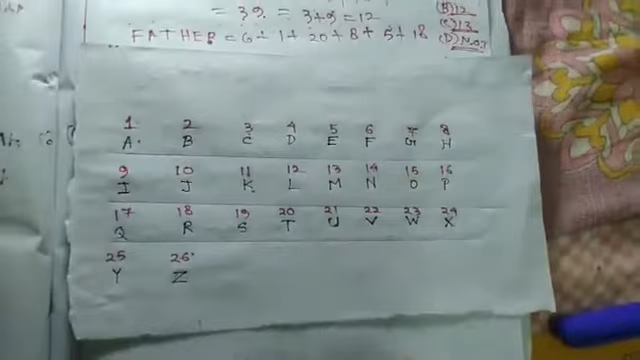 = 39 = 3+9 = 12
(B) 12
(C) 13
FATHER = 6+ 1+ 20+ 8+ 5+ 18
(D)
1 2 3 4 5 6 7 8
A B C D E F G H
9 10 11 12 13 14 15 16
I J K L M N O P
17 18 19 20 21 22 23 24
Q R S T U V W X
25 26
Y Z